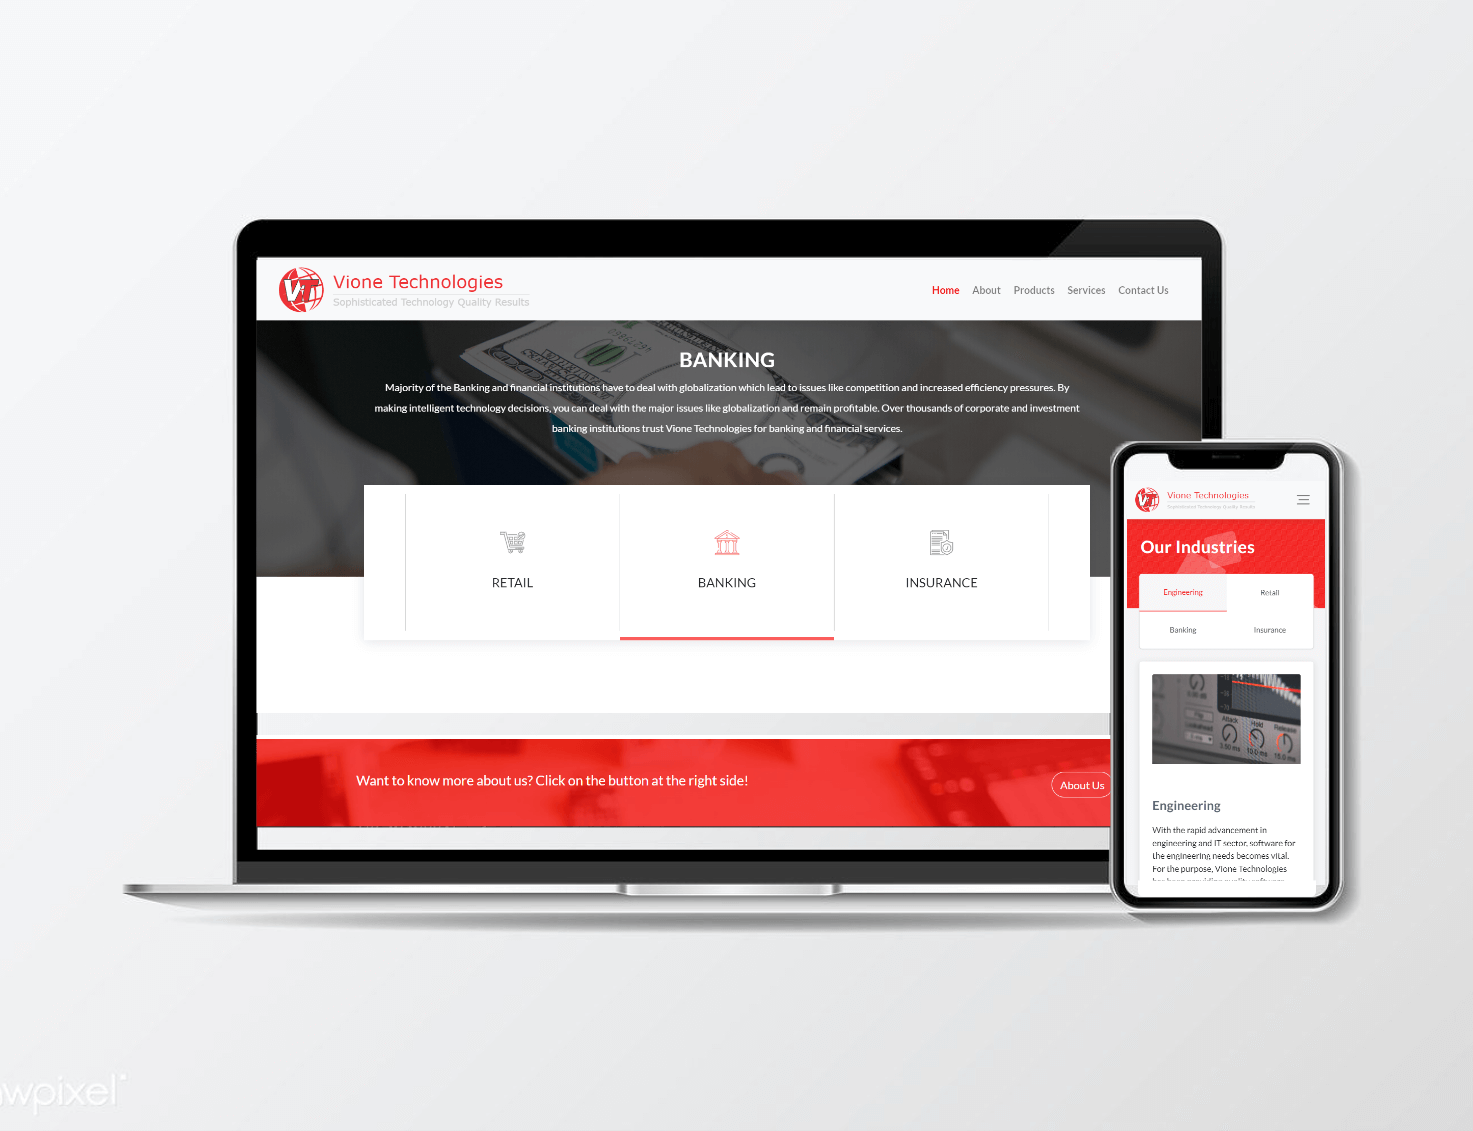 Vione Technologies
Sophisticated Technology Quality Results
Home About Products Services Contact Us
BANKING
Majority of the Banking and financial institutions have to deal with globalization which lead to issues like competition and increased efficiency pressures. By
making intelligent technology decisions, you can deal with the major issues like globalization and remain profitable. Over thousands of corporate and investment
banking institutions trust Vione Technologies for banking and financial services.
RETAIL BANKING INSURANCE
Want to know more about us? Click on the button at the right side!
About Us
Vione Technologies
Sophisticated Technology Quality Results
Our Industries
Engineering Retail
Banking Insurance
Attack Hold Release
Engineering
With the rapid advancement in
engineering and IT sector, software for
the engineering needs becomes vital.
For the purpose, Vione Technologies
wpixel